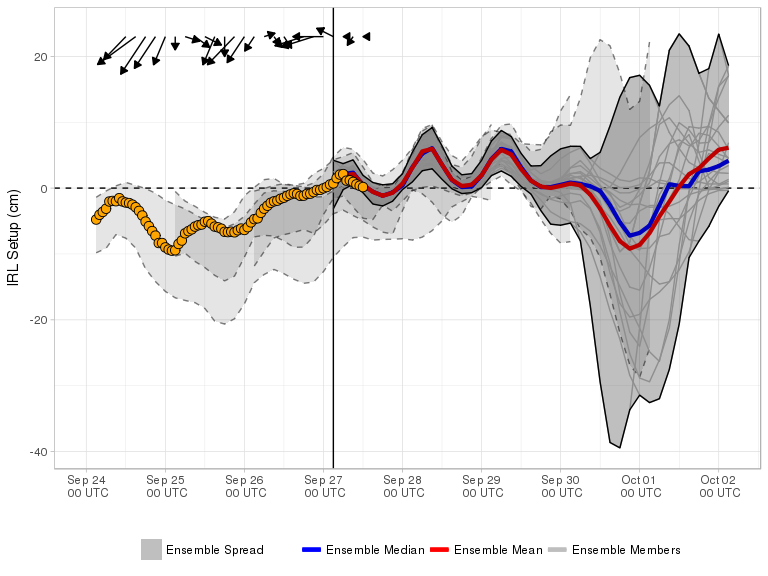 IRL Setup (cm)
20
0
-20
-40
Sep 24 Sep 25 Sep 26 Sep 27 Sep 28 Sep 29 Sep 30 Oct 01 Oct 02
00 UTC 00 UTC 00 UTC 00 UTC 00 UTC 00 UTC 00 UTC 00 UTC 00 UTC
Ensemble Spread Ensemble Median Ensemble Mean Ensemble Members